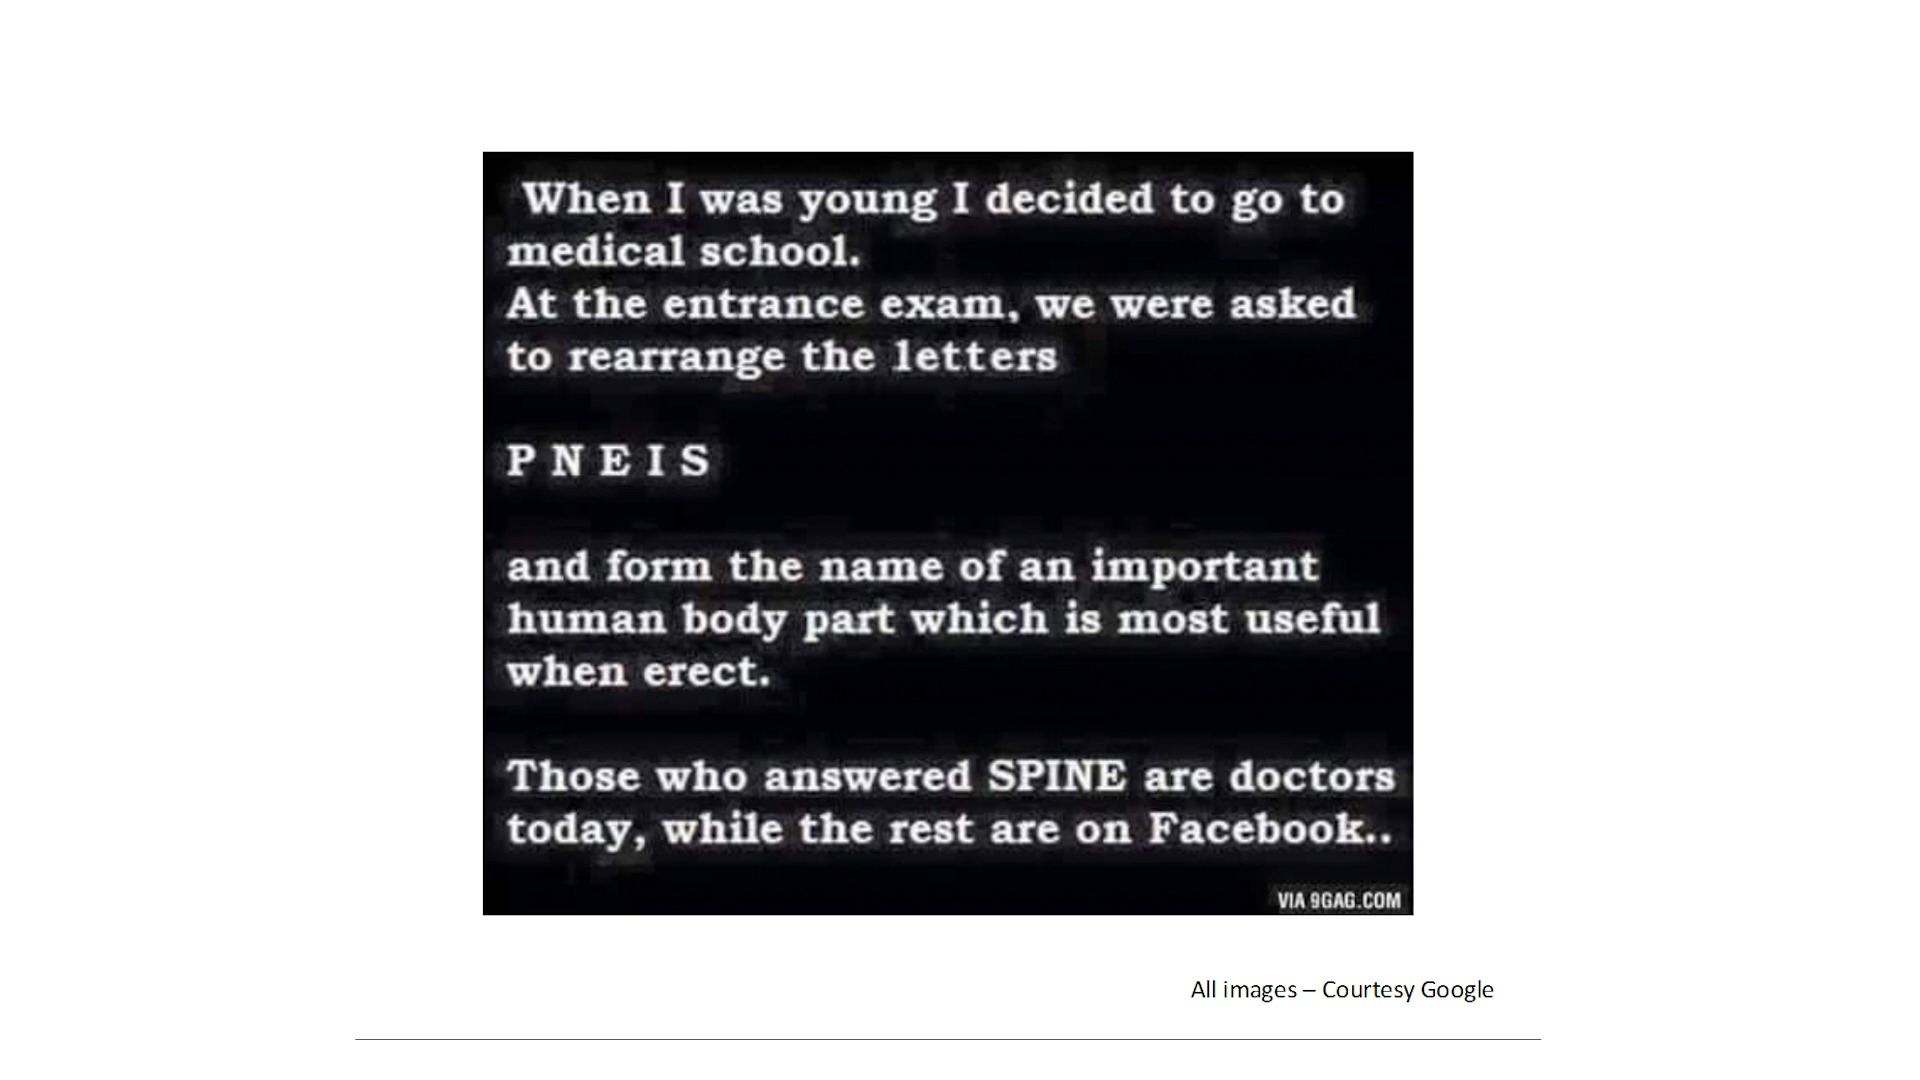 When I was young I decided to go to
medical school.
At the entrance exam, we were asked
to rearrange the letters
P N E I S
and form the name of an important
human body part which is most useful
when erect.
Those who answered SPINE are doctors
today, while the rest are on Facebook..
VIA 9GAG.COM
All images – Courtesy Google